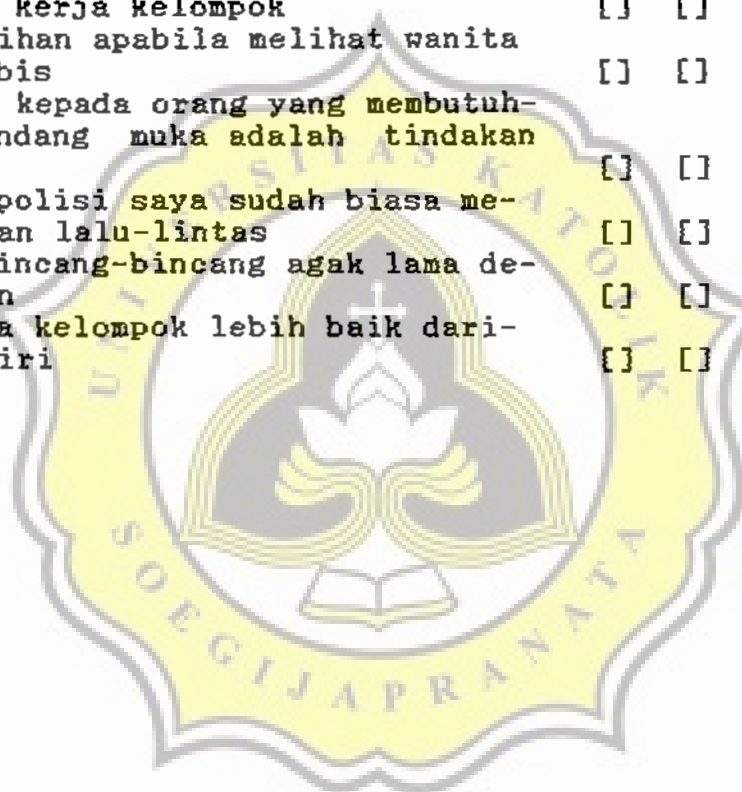 kerja kelompok [] []
ihan apabila melihat wanita
bis [] []
kepada orang yang membutuh-
ndang muka adalah tindakan
[] []
polisi saya sudah biasa me-
an lalu-lintas [] []
incang-bincang agak lama de-
n [] []
a kelompok lebih baik dari-
iri [] []
UNIVERSITAS KATOLIK
SOEGIJAPRANATA